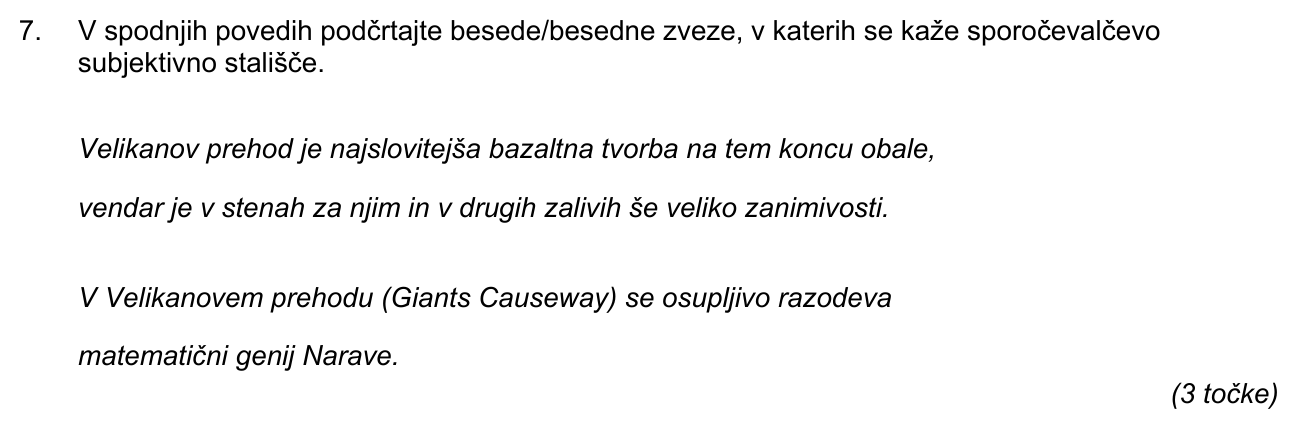 7. V spodnjih povedih podčrtajte besede/besedne zveze, v katerih se kaže sporočevalčevo
subjektivno stališče.
Velikanov prehod je najslovitejša bazaltna tvorba na tem koncu obale,
vendar je v stenah za njim in v drugih zalivih še veliko zanimivosti.
V Velikanovem prehodu (Giants Causeway) se osupljivo razodeva
matematični genij Narave.
(3 točke)